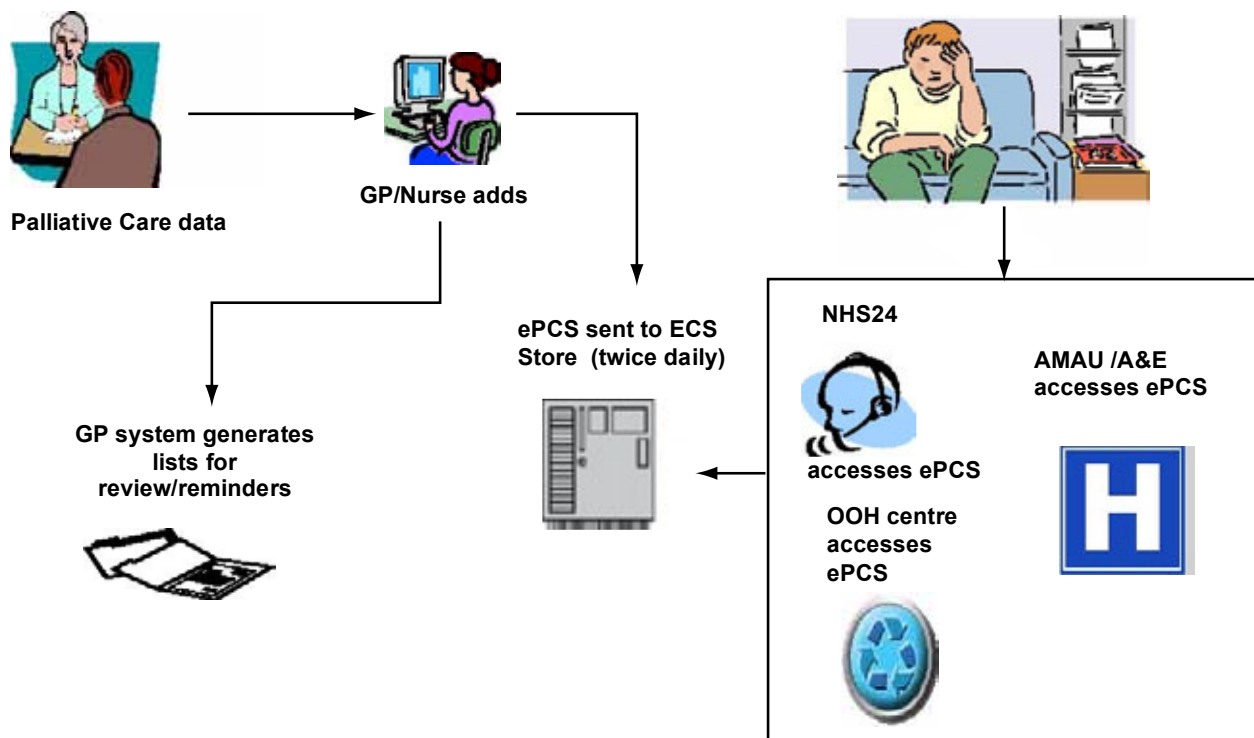 Palliative Care data
GP/Nurse adds
GP system generates
lists for
review/reminders
ePCS sent to ECS
Store (twice daily)
NHS24
accesses ePCS
OOH centre
accesses
ePCS
AMAU /A&E
accesses ePCS
H